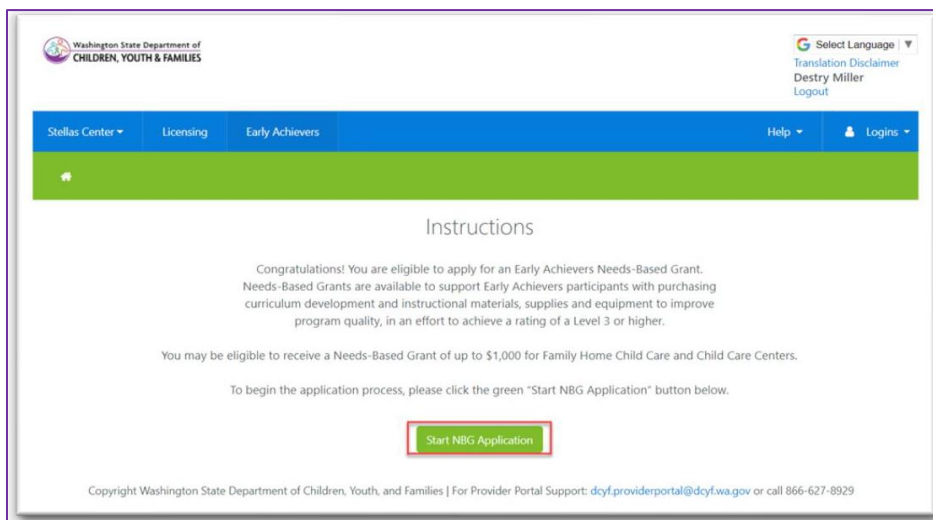 Washington State Department of
CHILDREN, YOUTH & FAMILIES
G Select Language ▼
Translation Disclaimer
Destry Miller
Logout
Stellas Center Licensing Early Achievers Help Logins
Instructions
Congratulations! You are eligible to apply for an Early Achievers Needs-Based Grant.
Needs-Based Grants are available to support Early Achievers participants with purchasing
curriculum development and instructional materials, supplies and equipment to improve
program quality, in an effort to achieve a rating of a Level 3 or higher.
You may be eligible to receive a Needs-Based Grant of up to $1,000 for Family Home Child Care and Child Care Centers.
To begin the application process, please click the green "Start NBG Application" button below.
Start NBG Application
Copyright Washington State Department of Children, Youth, and Families | For Provider Portal Support: dcyf.providerportal@dcyf.wa.gov or call 866-627-8929